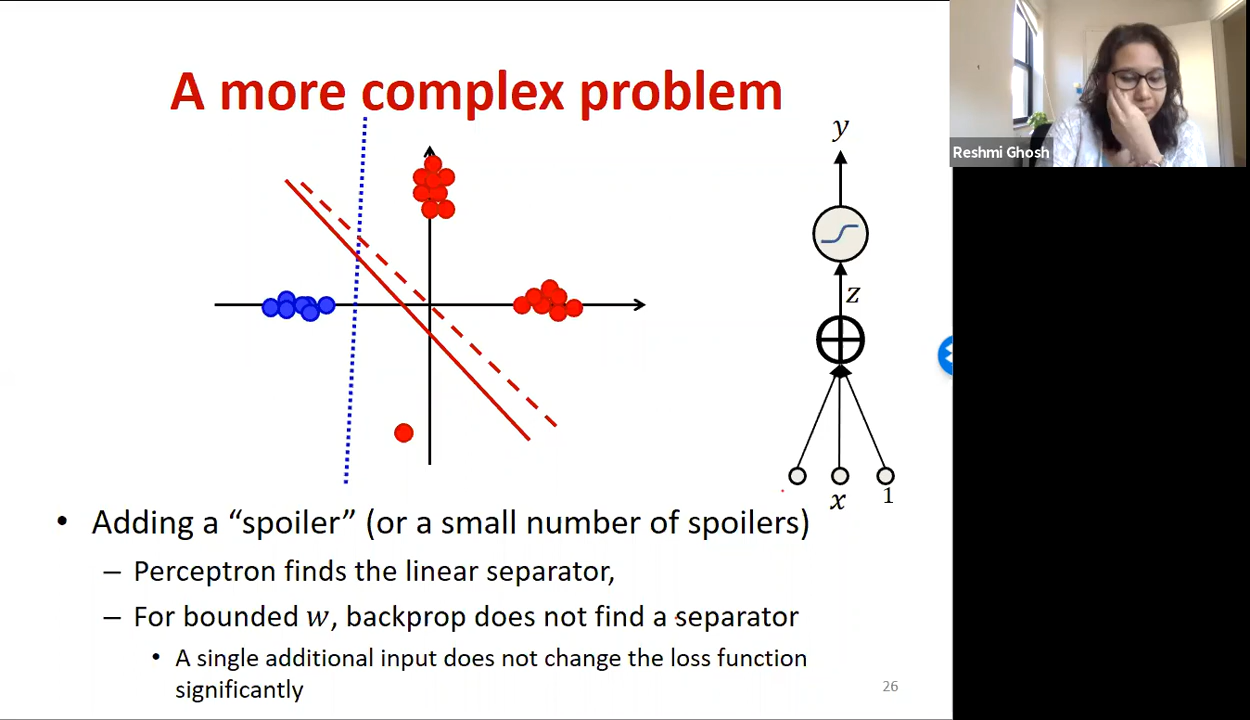 A more complex problem
Reshmi Ghosh
y
z
x
1
• Adding a “spoiler” (or a small number of spoilers)
– Perceptron finds the linear separator,
– For bounded w, backprop does not find a separator
• A single additional input does not change the loss function
significantly
26